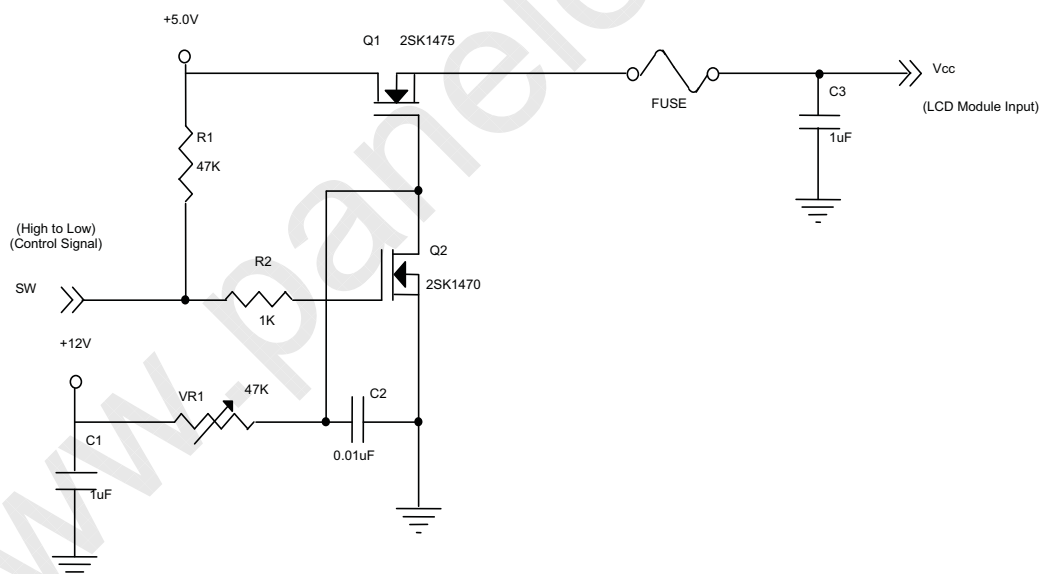 +5.0V
Q1 2SK1475
Vcc
C3
FUSE
(LCD Module Input)
R1
1uF
47K
(High to Low)
(Control Signal)
Q2
R2
SW
2SK1470
1K
+12V
VR1
47K
C2
C1
0.01uF
1uF